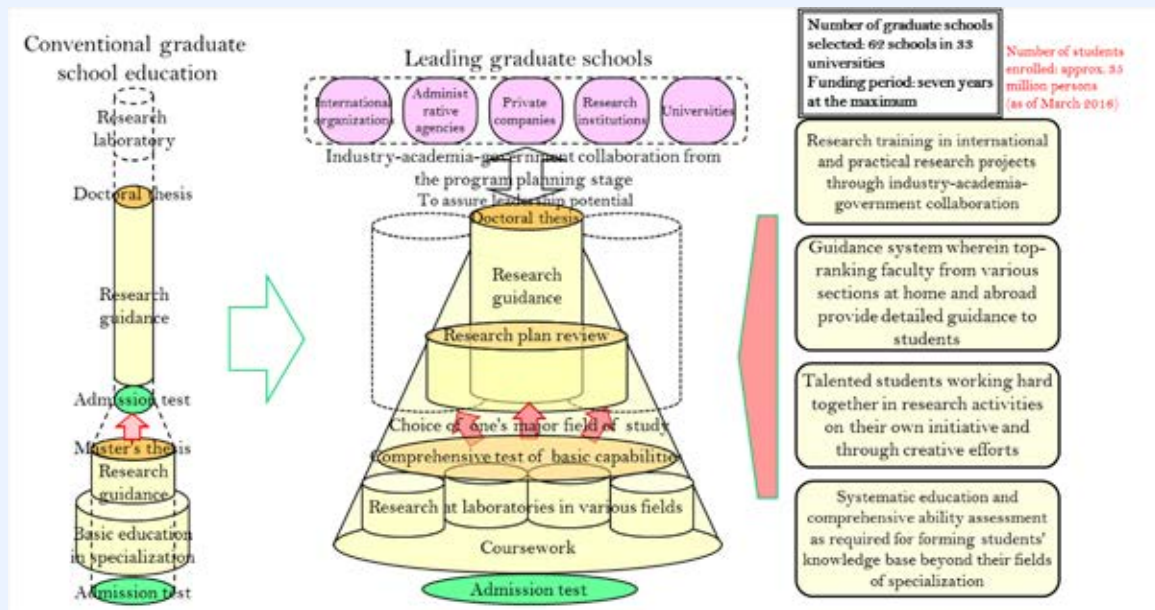 Conventional graduate
school education
Research
laboratory
Doctoral thesis
Research
guidance
Admission test
Master's thesis
Research
guidance
Basic education
in specialization
Admission test
Leading graduate schools
International
organizations
Administ
rative
agencies
Private
companies
Research
institutions
Universities
Industry-academia-government collaboration from
the program planning stage
To assure leadership potential
Doctoral thesis
Research
guidance
Research plan review
Choice of one's major field of study
Comprehensive test of basic capabilities
Research at laboratories in various fields
Coursework
Admission test
Number of graduate schools
selected: 62 schools in 33
universities
Funding period: seven years
at the maximum
Number of students
enrolled: approx. 35
million persons
(as of March 2016)
Research training in international
and practical research projects
through industry-academia-
government collaboration
Guidance system wherein top-
ranking faculty from various
sections at home and abroad
provide detailed guidance to
students
Talented students working hard
together in research activities
on their own initiative and
through creative efforts
Systematic education and
comprehensive ability assessment
as required for forming students'
knowledge base beyond their fields
of specialization